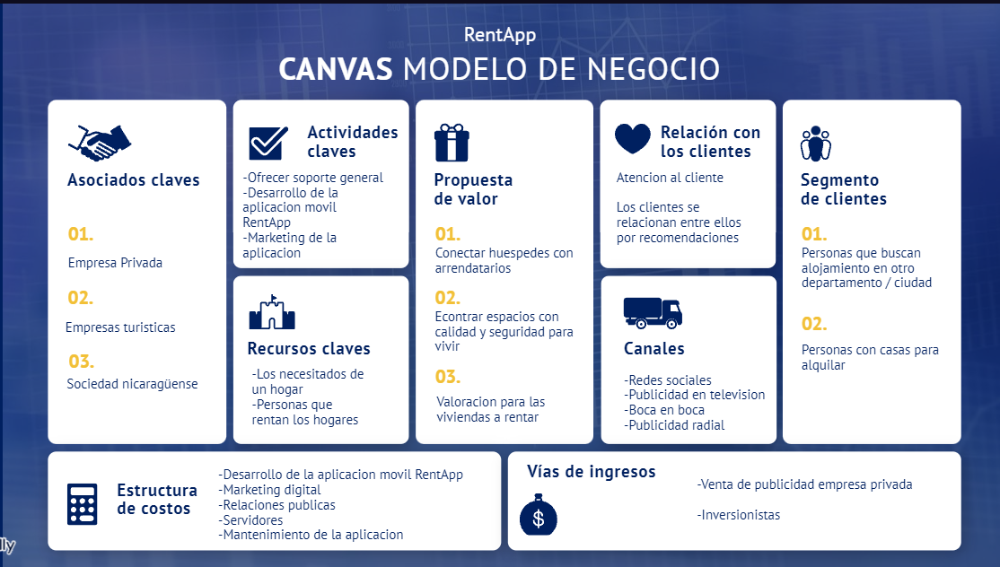 RentApp
CANVAS MODELO DE NEGOCIO
Asociados claves
01.
Empresa Privada
02.
Empresas turisticas
03.
Sociedad nicaragüense
Actividades
claves
-Ofrecer soporte general
-Desarrollo de la
aplicacion movil
RentApp
-Marketing de la
aplicacion
Recursos claves
-Los necesitados de
un hogar
-Personas que
rentan los hogares
Propuesta
de valor
01.
Conectar huespedes con
arrendatarios
02.
Econtrar espacios con
calidad y seguridad para
vivir
03.
Valoracion para las
viviendas a rentar
Relación con
los clientes
Atencion al cliente
Los clientes se
relacionan entre ellos
por recomendaciones
Canales
-Redes sociales
-Publicidad en television
-Boca en boca
-Publicidad radial
Segmento
de clientes
01.
Personas que buscan
alojamiento en otro
departamento / ciudad
02.
Personas con casas para
alquilar
Estructura
de costos
-Desarrollo de la aplicacion movil RentApp
-Marketing digital
-Relaciones publicas
-Servidores
-Mantenimiento de la aplicacion
Vías de ingresos
$
-Venta de publicidad empresa privada
-Inversionistas